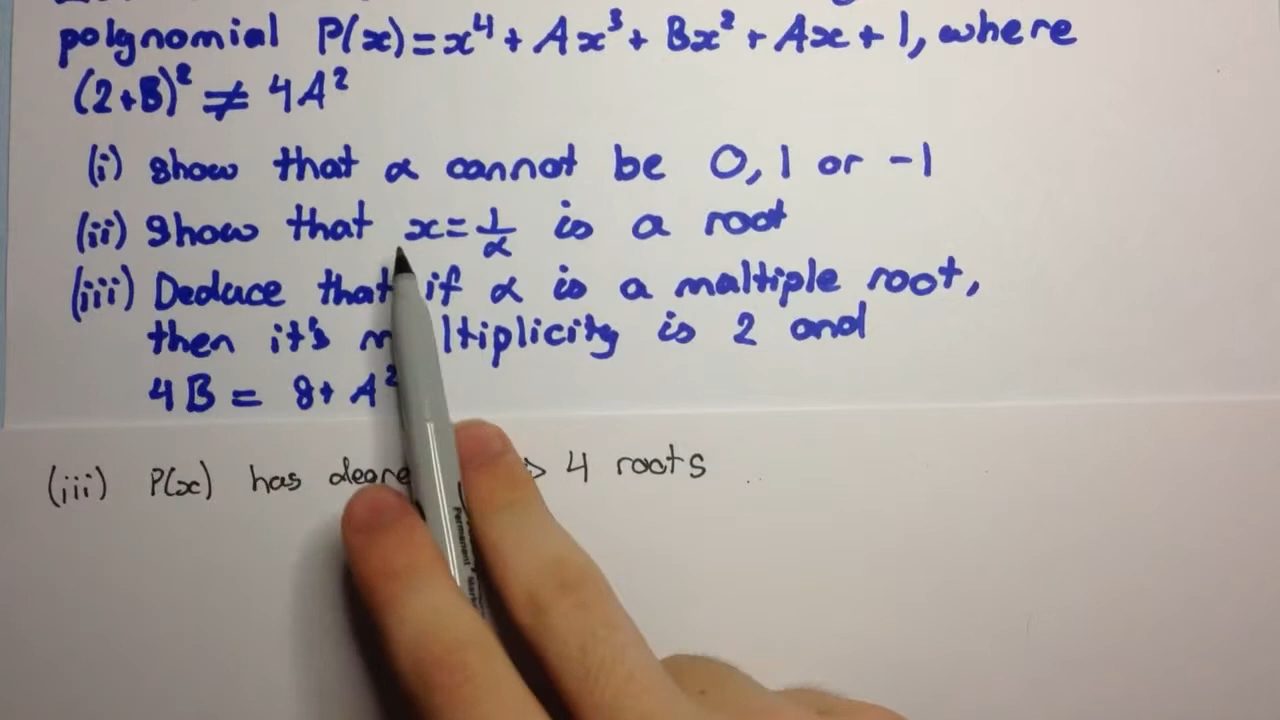 polynomial P(x) = x⁴ + Ax³ + Bx² + Ax + 1, where
(2+B)² ≠ 4A²
(i) Show that α cannot be 0, 1 or -1
(ii) Show that x = 1/α is a root
(iii) Deduce that if α is a multiple root,
then it's m ltiplicity is 2 and
4B = 8 + A²
(iii) P(x) has degre > 4 roots
Permanent